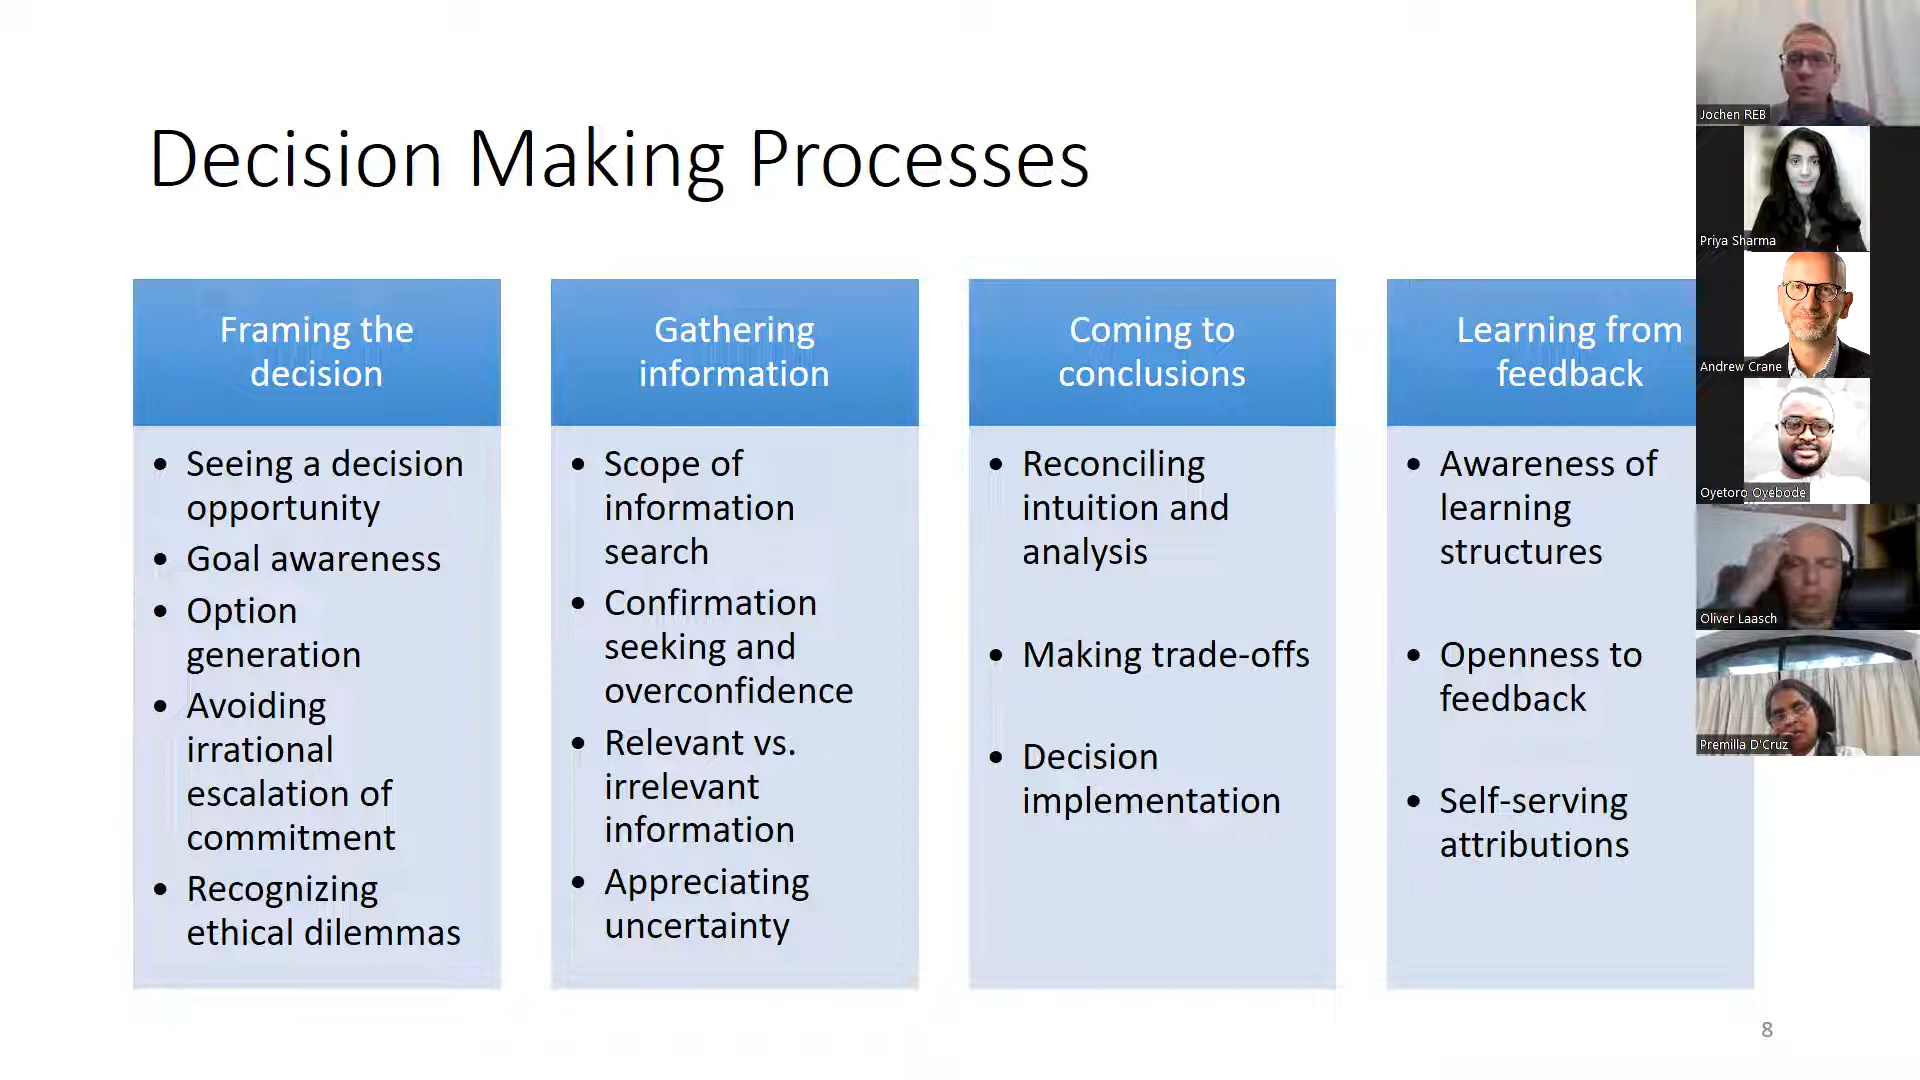 Decision Making Processes
Framing the
decision
• Seeing a decision
opportunity
• Goal awareness
• Option
generation
• Avoiding
irrational
escalation of
commitment
• Recognizing
ethical dilemmas
Gathering
information
• Scope of
information
search
• Confirmation
seeking and
overconfidence
• Relevant vs.
irrelevant
information
• Appreciating
uncertainty
Coming to
conclusions
• Reconciling
intuition and
analysis
• Making trade-offs
• Decision
implementation
Learning from
feedback
• Awareness of
learning
structures
• Openness to
feedback
• Self-serving
attributions
8
Jochen REB
Priya Sharma
Andrew Crane
Oyetoro Oyebode
Oliver Laasch
Premilla D'Cruz